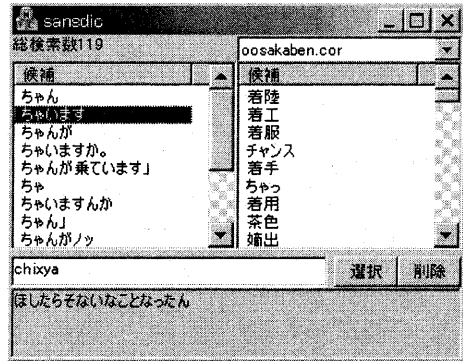 sansdic
総検索数119
oosakaben.cor
候補
ちゃん
ちゃいます
ちゃんが
ちゃいますか。
ちゃんが乗ています」
ちゃ
ちゃいますんか
ちゃん」
ちゃんがノッ
候補
着陸
着工
着服
チャンス
着手
ちゃっ
着用
茶色
嫡出
chixya
選択
削除
ほしたらそないなことなったん